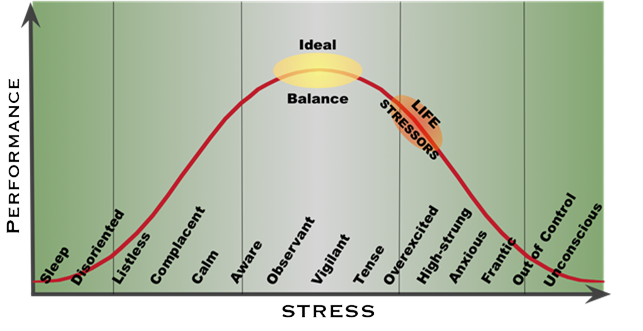 PERFORMANCE
Ideal
Balance
LIFE
STRESSORS
Sleep
Disoriented
Listless
Complacent
Calm
Aware
Observant
Vigilant
Tense
Overexcited
High-strung
Anxious
Frantic
Out of Control
Unconscious
STRESS